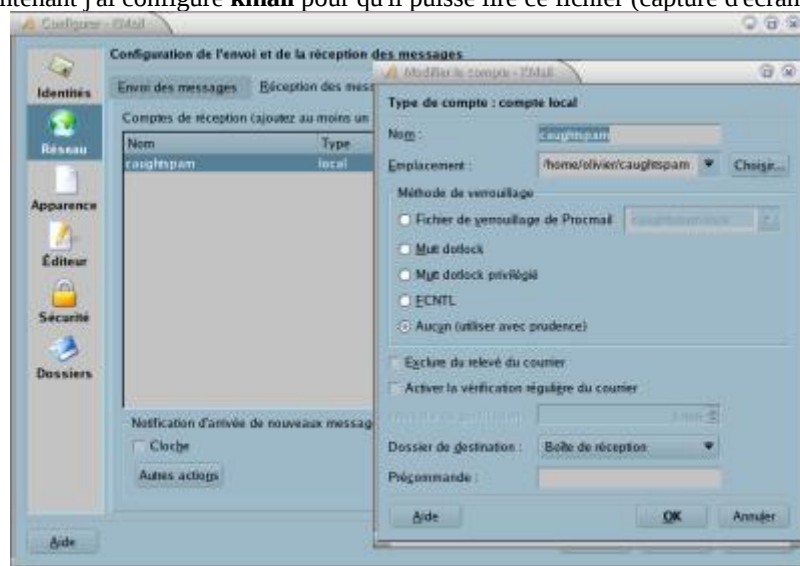 ntenant j'ai configuré kmail pour qu'il puisse lire ce fichier (capture d'écran
Configurer - KMail
Configuration de l'envoi et de la réception des messages
Identités
Réseau
Apparence
Éditeur
Sécurité
Dossiers
Envoi des messages
Réception des mess
Comptes de réception (ajoutez au moins un
Nom
Type
caughtspam
local
Notification d'arrivée de nouveaux messag
Cloche
Autres actions
Aide
Modifier le compte - KMail
Type de compte : compte local
Nom :
caughtspam
Emplacement :
/home/olivier/caughtspam
Choisir...
Méthode de verrouillage
Fichier de verrouillage de Procmail
Mutt dotlock
Mutt dotlock privilégié
FCNTL
Aucun (utiliser avec prudence)
Exclure du relevé du courrier
Activer la vérification régulière du courrier
Dossier de destination :
Boîte de réception
Précommande :
Aide
OK
Annuler